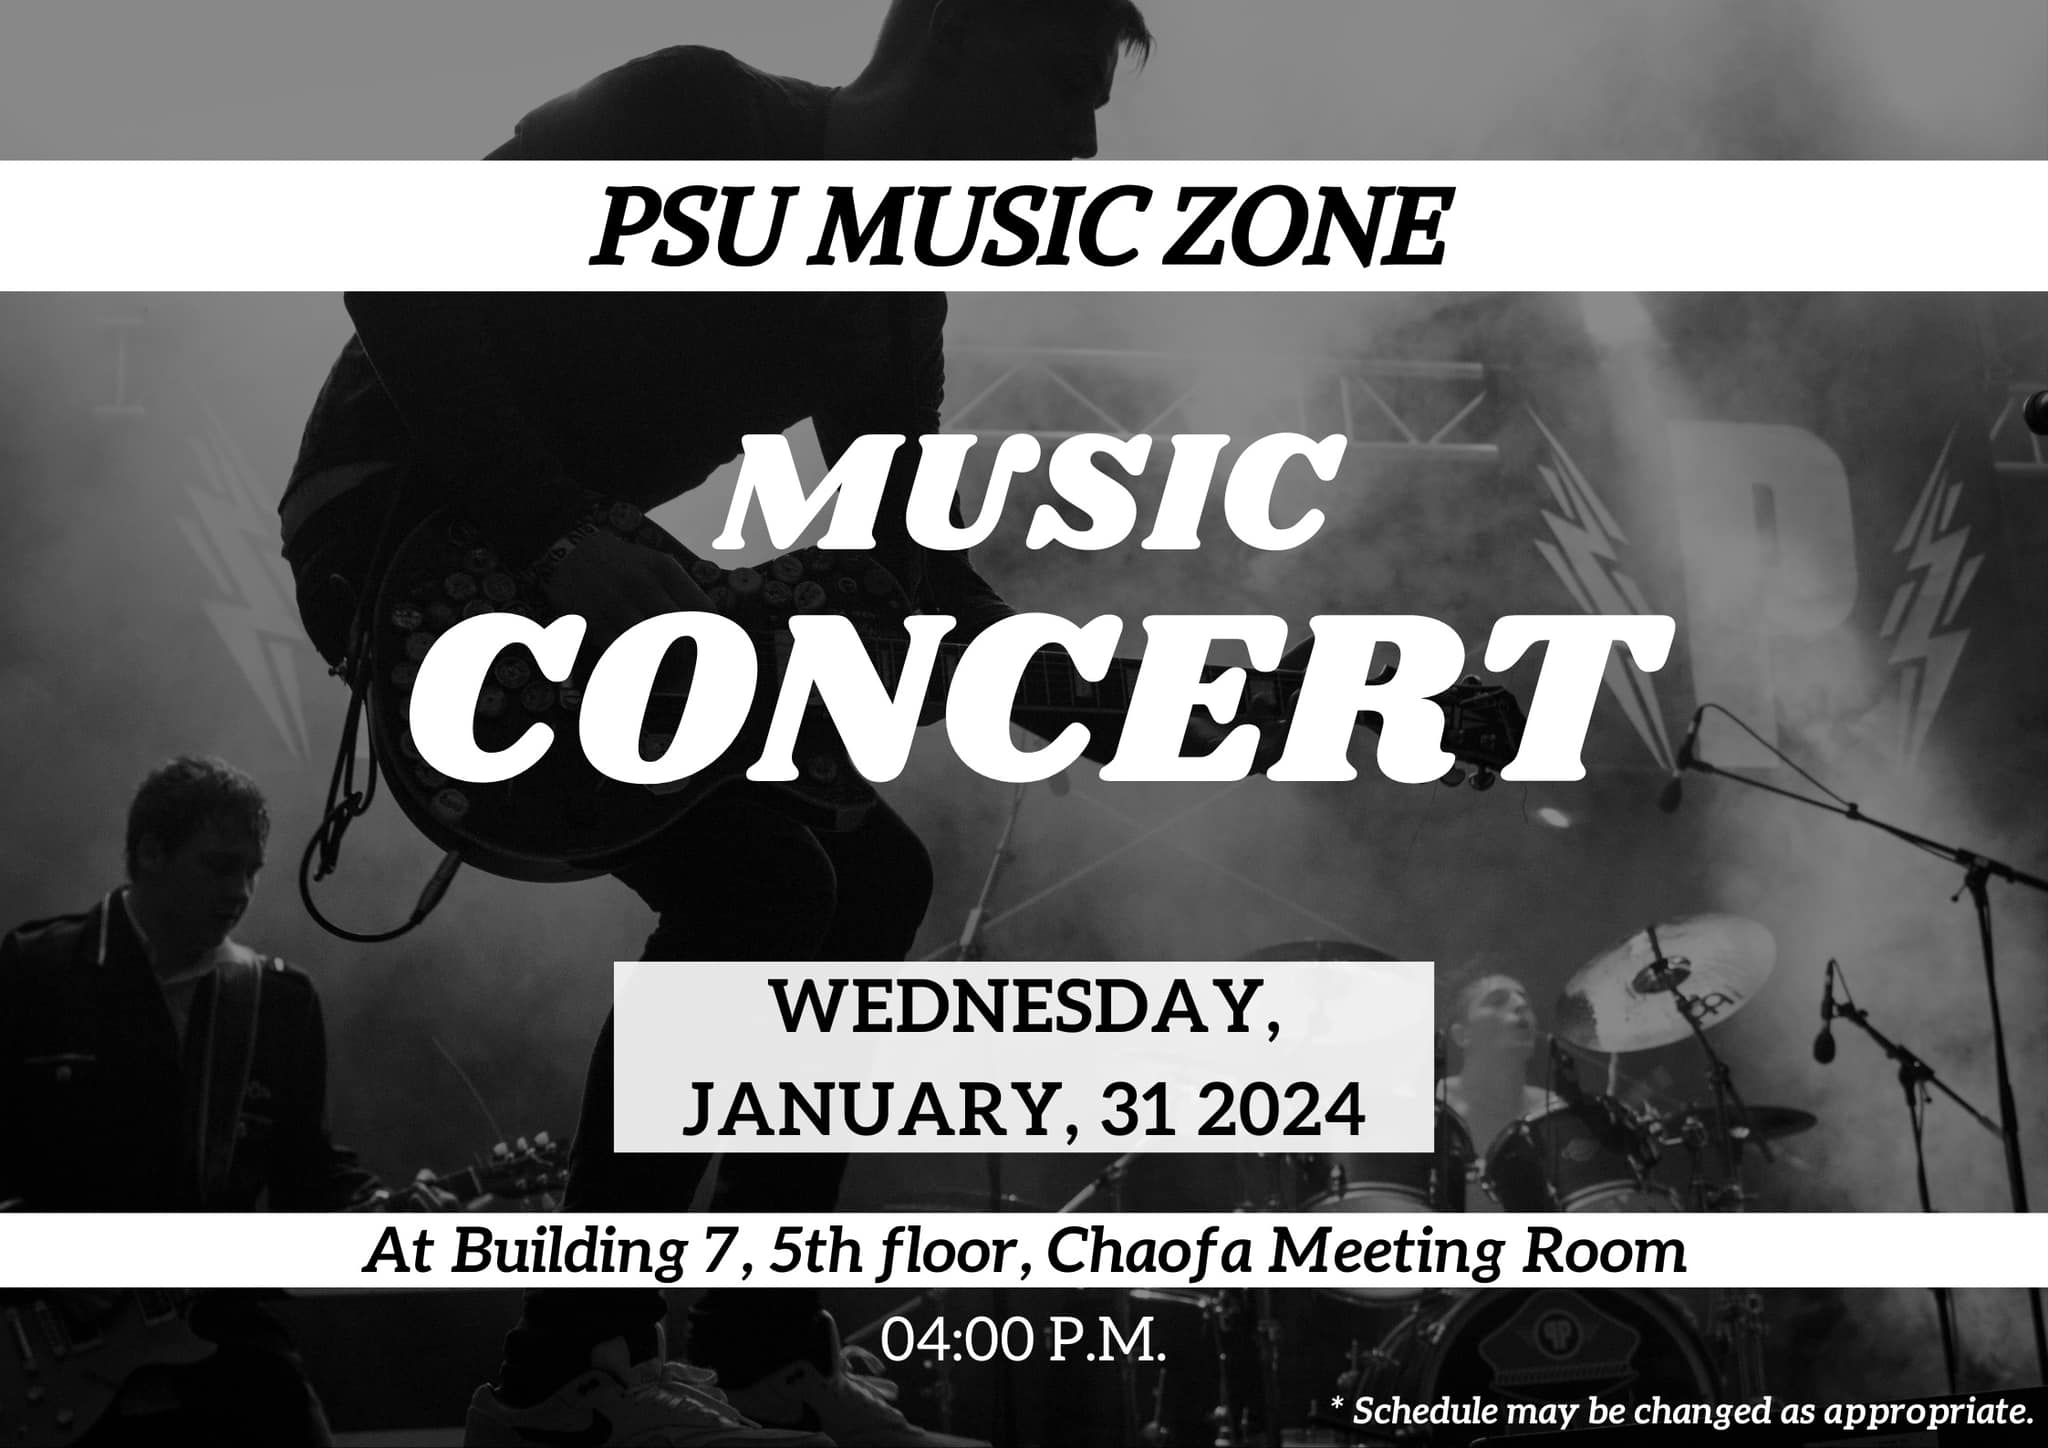 PSU MUSIC ZONE
MUSIC
CONCERT
WEDNESDAY,
JANUARY, 31 2024
At Building 7, 5th floor, Chaofa Meeting Room
04:00 P.M.
* Schedule may be changed as appropriate.